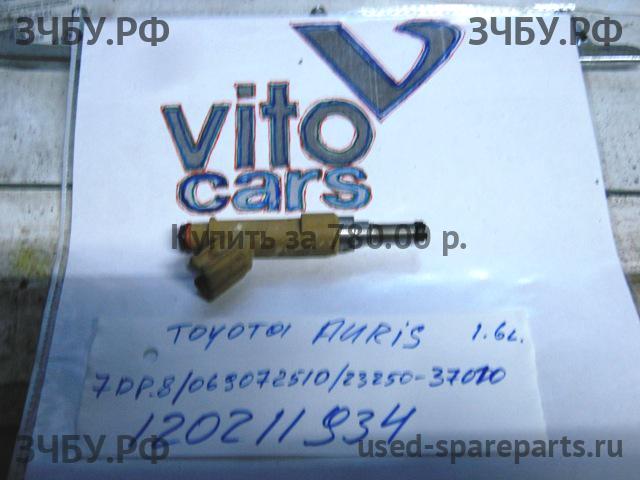 ЗЧБУ.РФ
ЗЧБУ.РФ
vito
cars
Купить за 780.00 р.
TOYOTA AURIS 1.6L.
7DP.8/069072510/23250-37010
120211934
ЗЧБУ.РФ
used-spareparts.ru